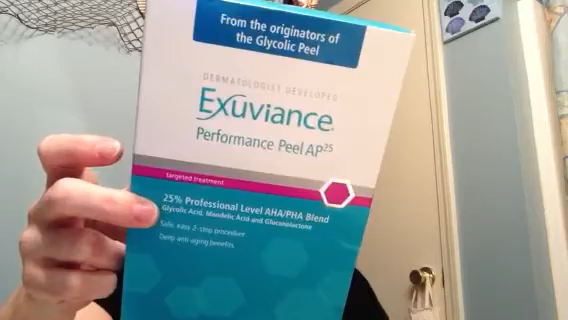 From the originators of
the Glycolic Peel
DERMATOLOGIST DEVELOPED
Exuviance®
Performance Peel AP25
targeted treatment
25% Professional Level AHA/PHA Blend
Glycolic Acid, Mandelic Acid and Gluconolactone
Safe, easy 2-step procedure
Deep anti-aging benefits